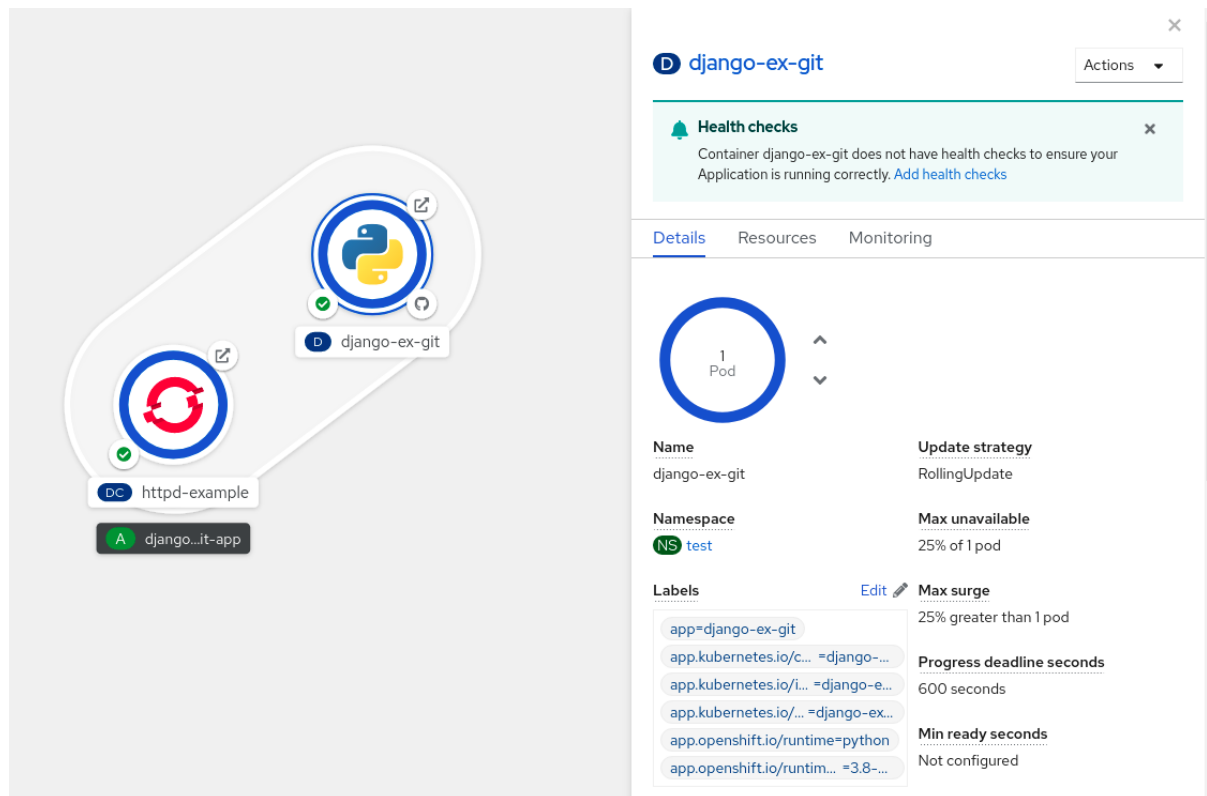 D django-ex-git
DC httpd-example
A django...it-app
D django-ex-git
Actions
Health checks
Container django-ex-git does not have health checks to ensure your
Application is running correctly. Add health checks
Details Resources Monitoring
1
Pod
Name
django-ex-git
Namespace
NS test
Labels Edit
app=django-ex-git
app.kubernetes.io/c... =django-...
app.kubernetes.io/i... =django-e...
app.kubernetes.io/... =django-ex...
app.openshift.io/runtime=python
app.openshift.io/runtim... =3.8-...
Update strategy
RollingUpdate
Max unavailable
25% of 1 pod
Max surge
25% greater than 1 pod
Progress deadline seconds
600 seconds
Min ready seconds
Not configured